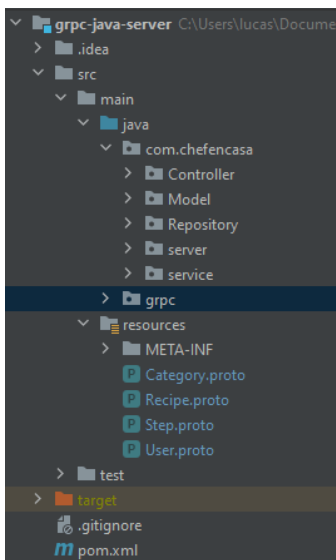 grpc-java-server C:\Users\lucas\Docume
.idea
src
main
java
com.chefencasa
Controller
Model
Repository
server
service
grpc
resources
META-INF
P Category.proto
P Recipe.proto
P Step.proto
P User.proto
test
target
.gitignore
m pom.xml